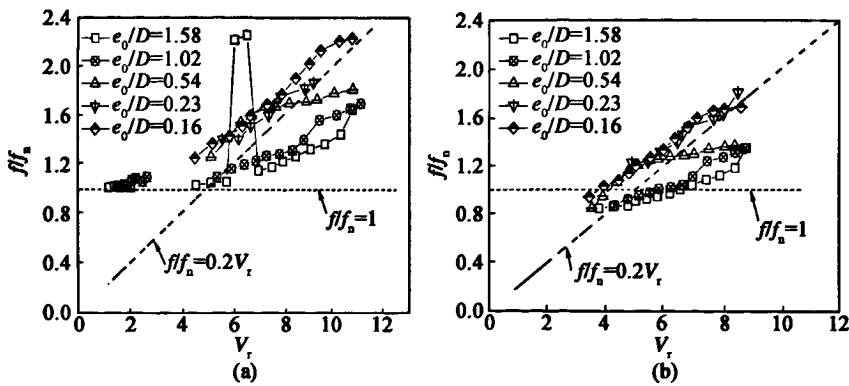 2.4
2.0
1.6
1.2
0.8
0.4
0.0
f/fₙ
e₀/D=1.58
e₀/D=1.02
e₀/D=0.54
e₀/D=0.23
e₀/D=0.16
f/fₙ=1
f/fₙ=0.2Vᵣ
0 2 4 6 8 10 12
Vᵣ
(a)
2.4
2.0
1.6
1.2
0.8
0.4
0.0
f/fₙ
e₀/D=1.58
e₀/D=1.02
e₀/D=0.54
e₀/D=0.23
e₀/D=0.16
f/fₙ=1
f/fₙ=0.2Vᵣ
0 2 4 6 8 10 12
Vᵣ
(b)